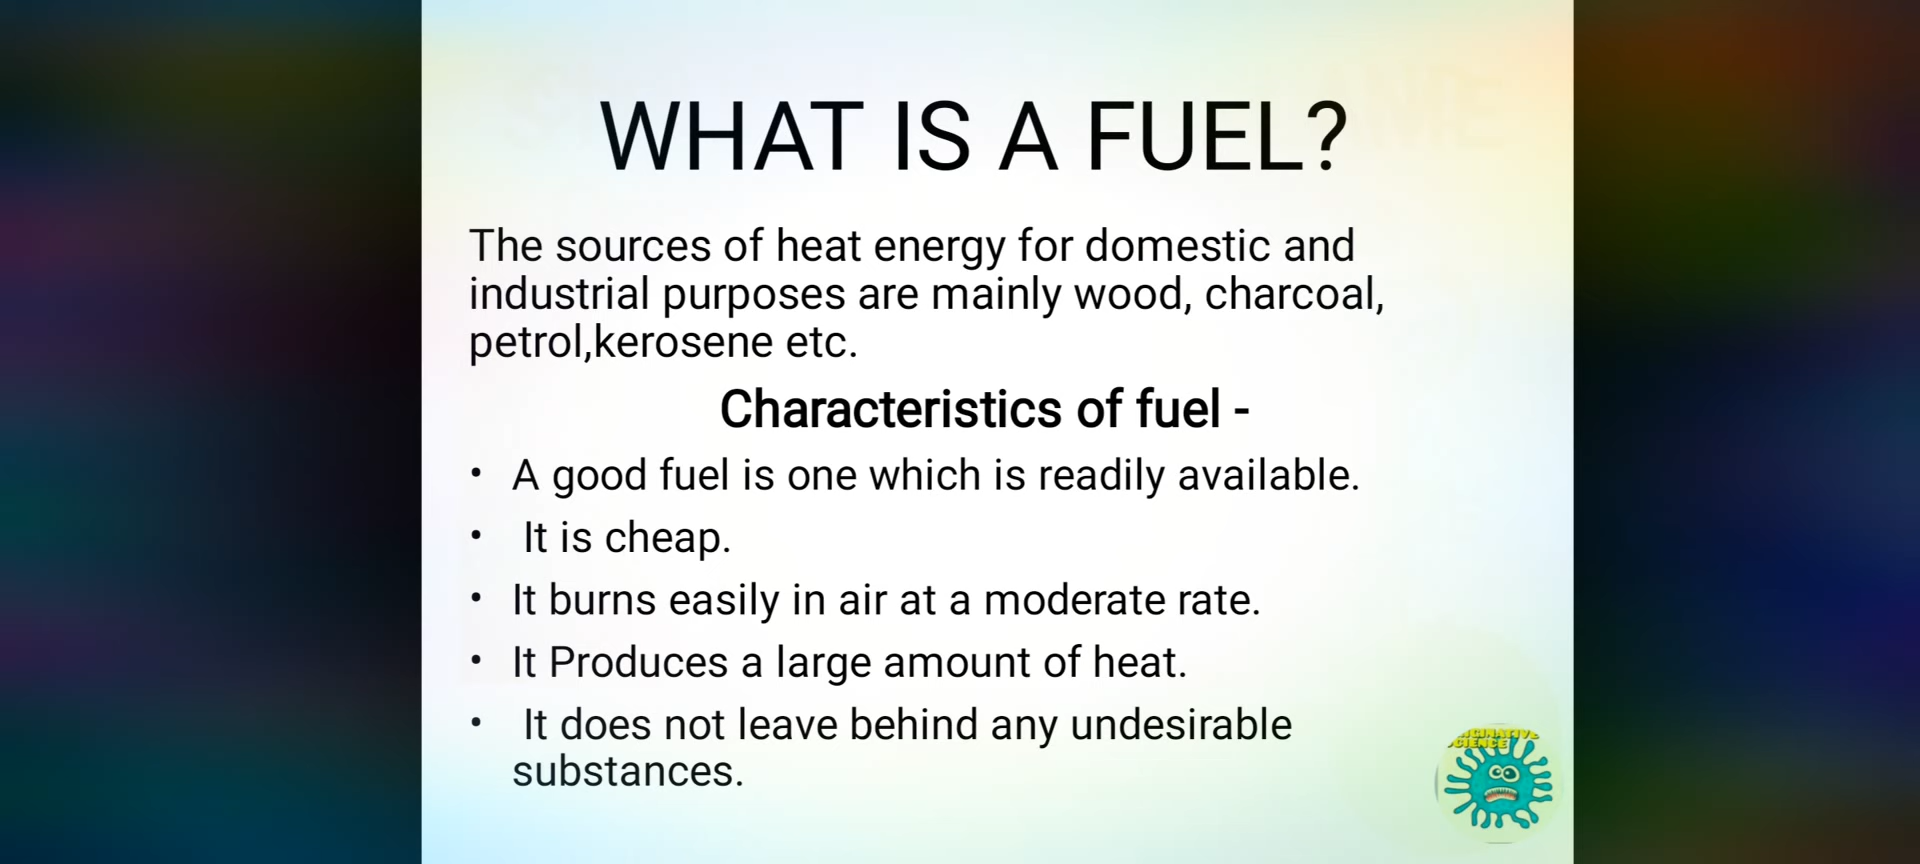 WHAT IS A FUEL?
The sources of heat energy for domestic and
industrial purposes are mainly wood, charcoal,
petrol,kerosene etc.
Characteristics of fuel -
• A good fuel is one which is readily available.
• It is cheap.
• It burns easily in air at a moderate rate.
• It Produces a large amount of heat.
• It does not leave behind any undesirable
substances.